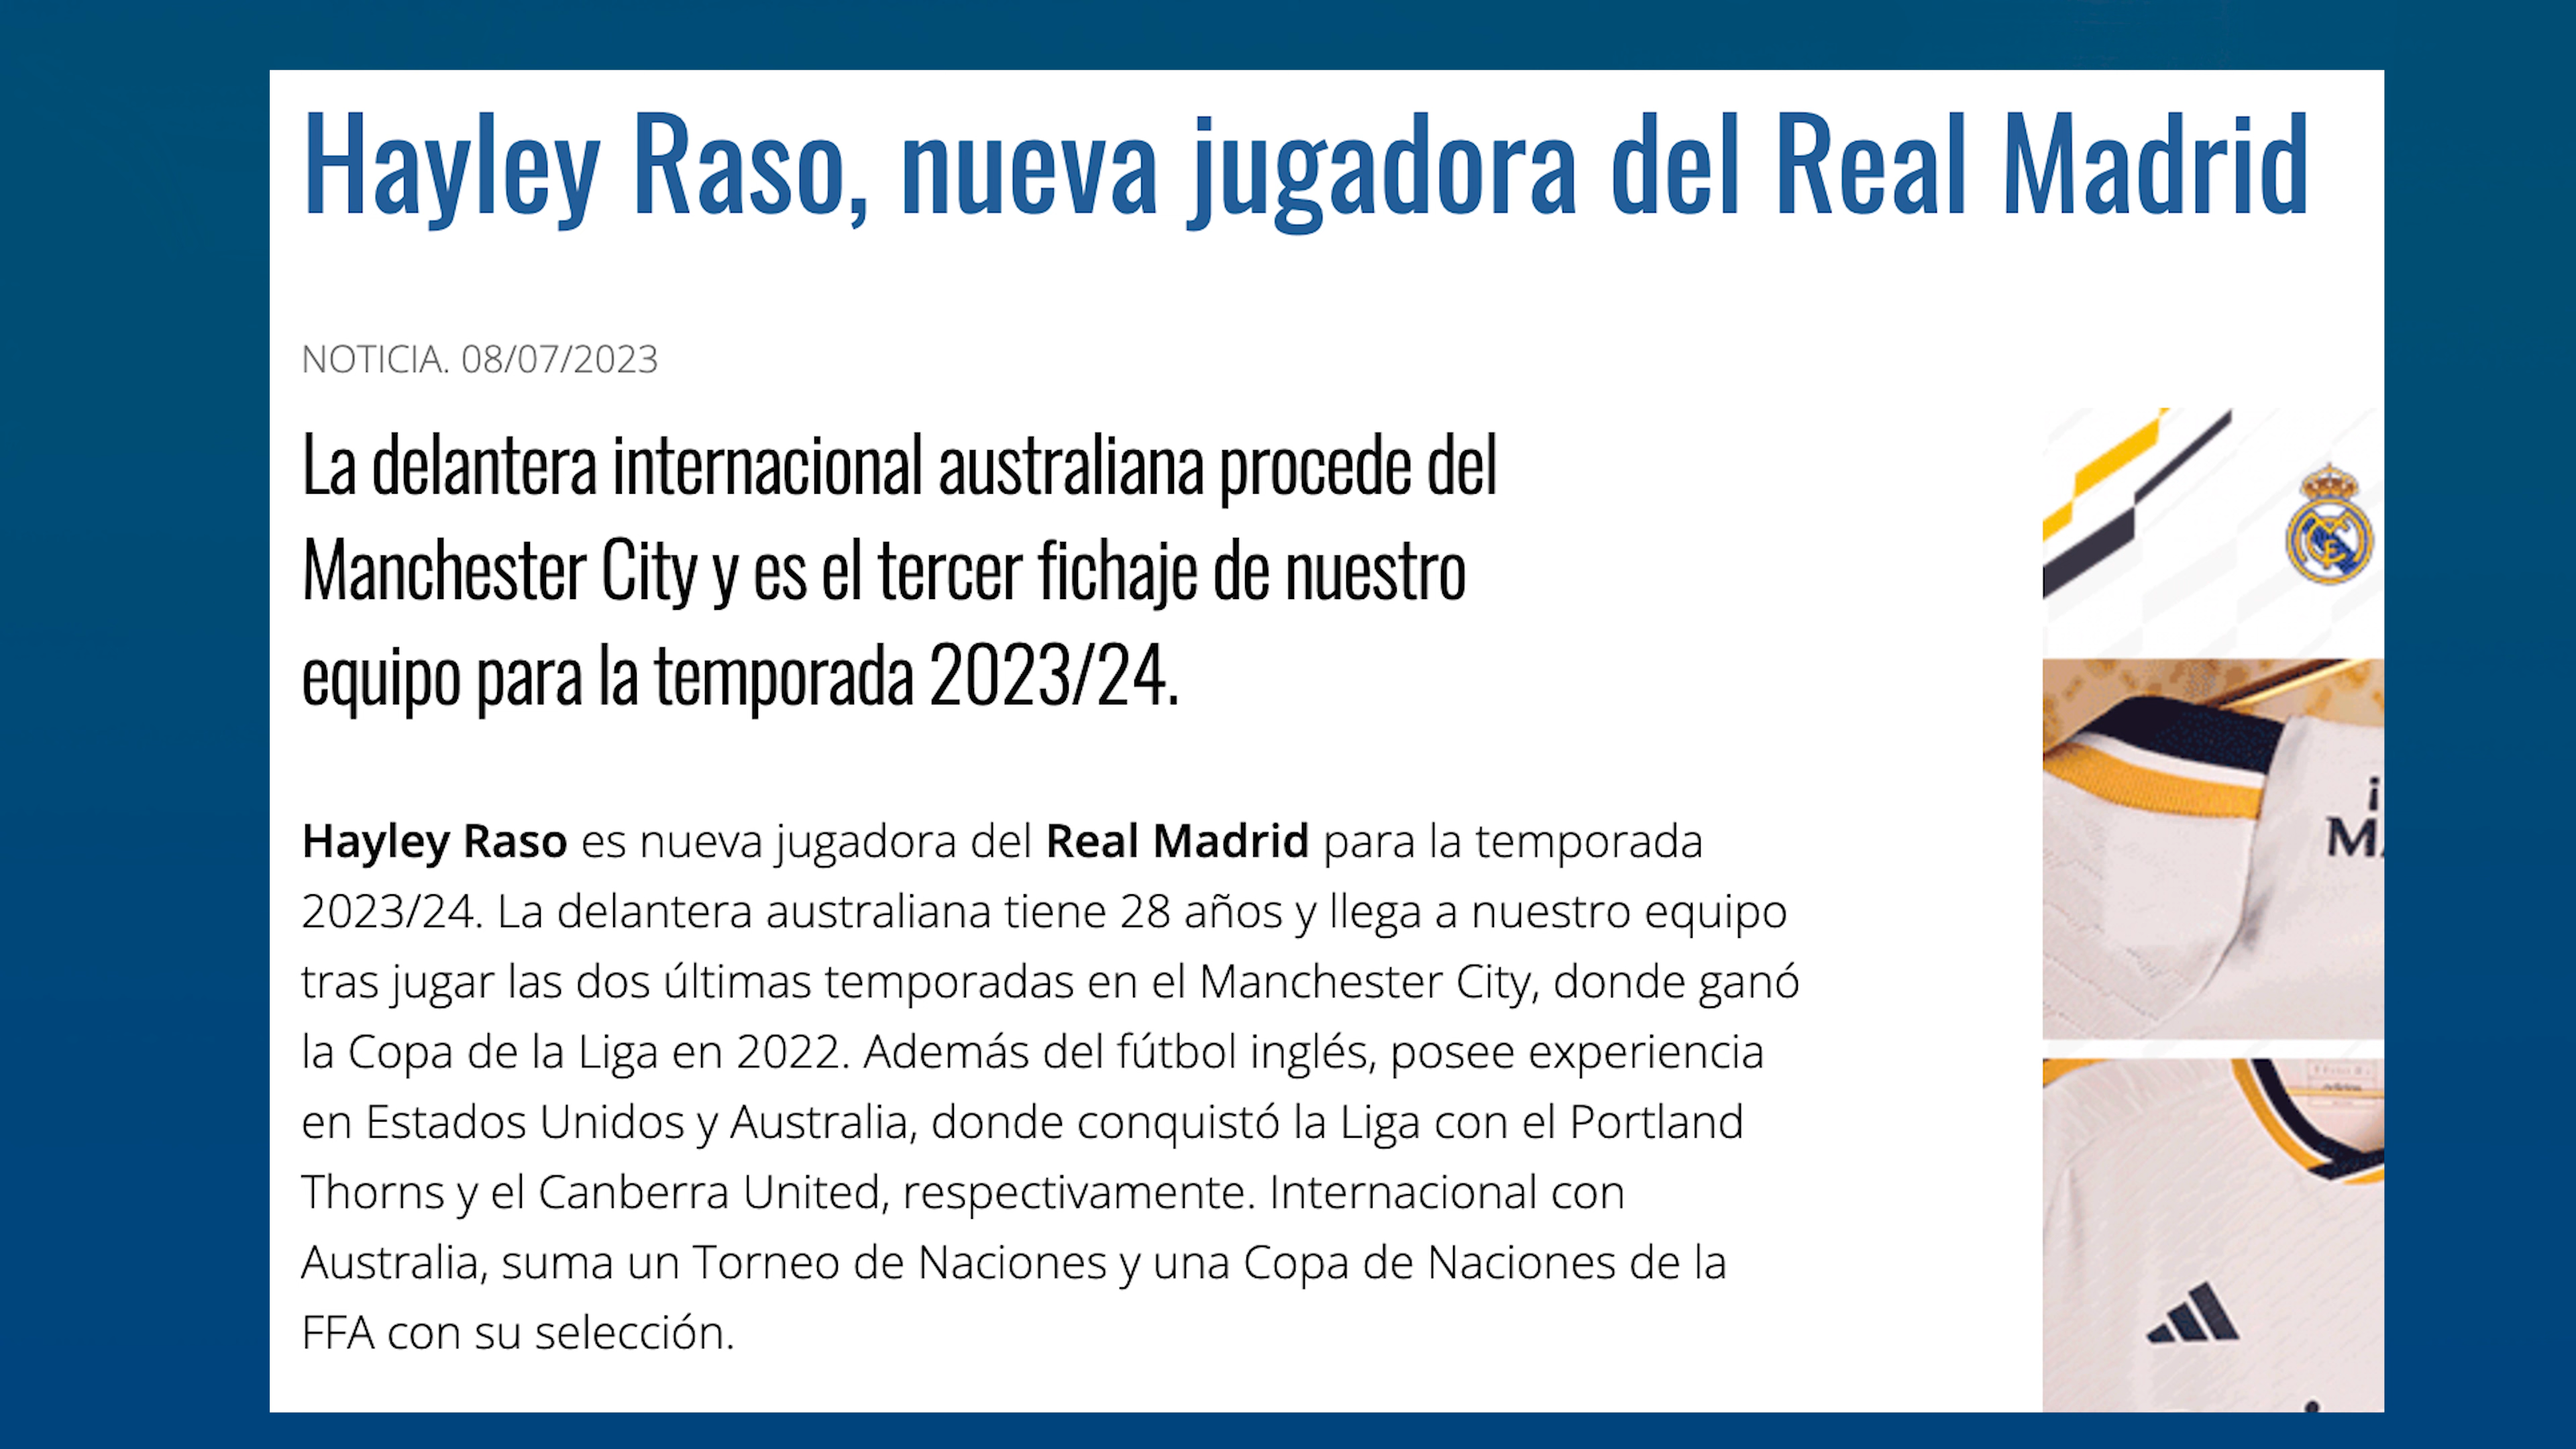 Hayley Raso, nueva jugadora del Real Madrid
NOTICIA. 08/07/2023
La delantera internacional australiana procede del
Manchester City y es el tercer fichaje de nuestro
equipo para la temporada 2023/24.
Hayley Raso es nueva jugadora del Real Madrid para la temporada
2023/24. La delantera australiana tiene 28 años y llega a nuestro equipo
tras jugar las dos últimas temporadas en el Manchester City, donde ganó
la Copa de la Liga en 2022. Además del fútbol inglés, posee experiencia
en Estados Unidos y Australia, donde conquistó la Liga con el Portland
Thorns y el Canberra United, respectivamente. Internacional con
Australia, suma un Torneo de Naciones y una Copa de Naciones de la
FFA con su selección.